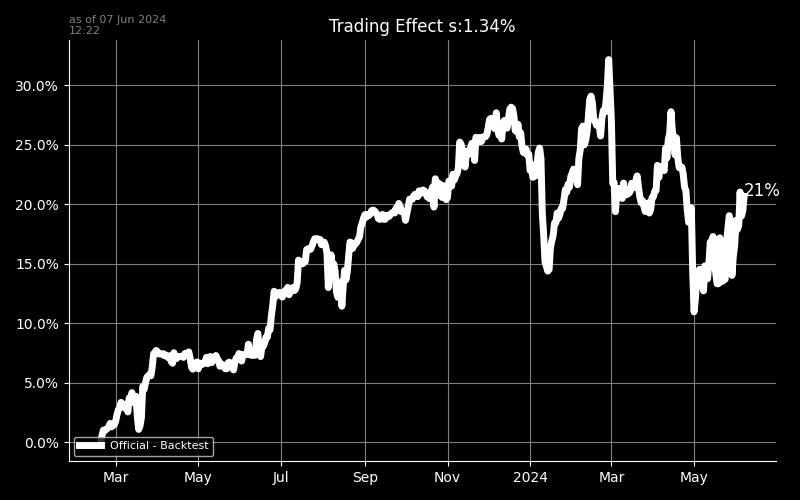 as of 07 Jun 2024
12:22
Trading Effect s:1.34%
30.0%
25.0%
20.0%
15.0%
10.0%
5.0%
0.0%
21%
Official - Backtest
Mar May Jul Sep Nov 2024 Mar May